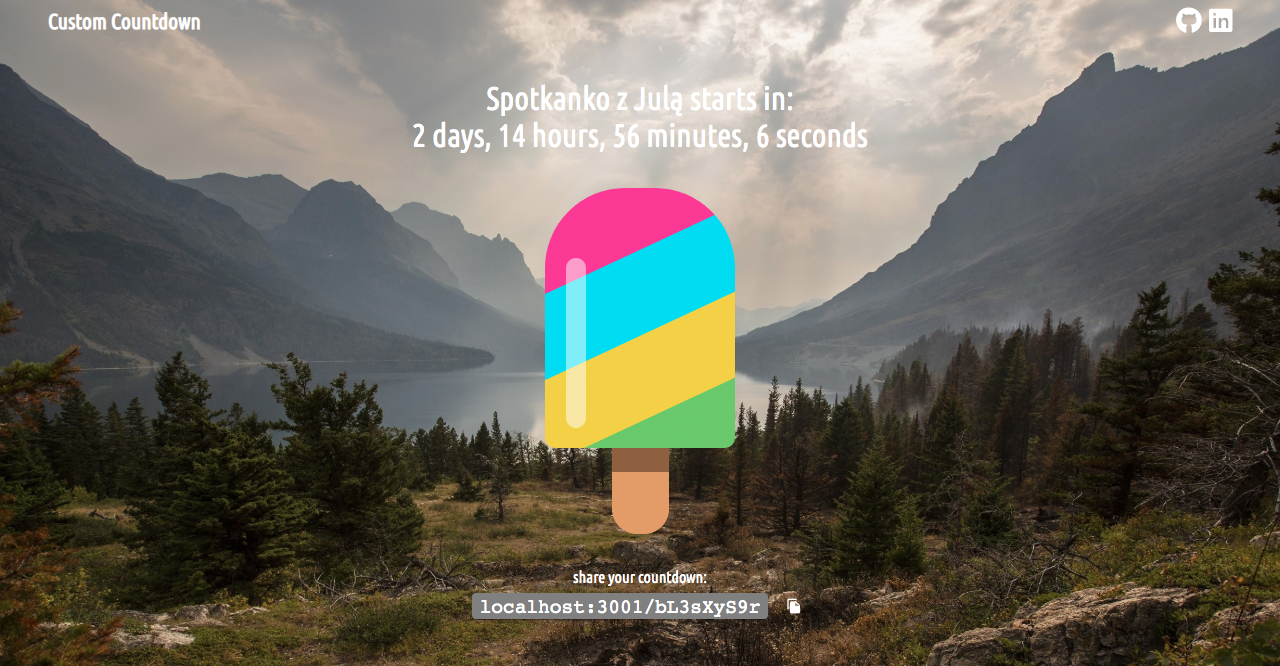 Custom Countdown
Spotkanko z Julą starts in:
2 days, 14 hours, 56 minutes, 6 seconds
share your countdown:
localhost:3001/bL3sXyS9r